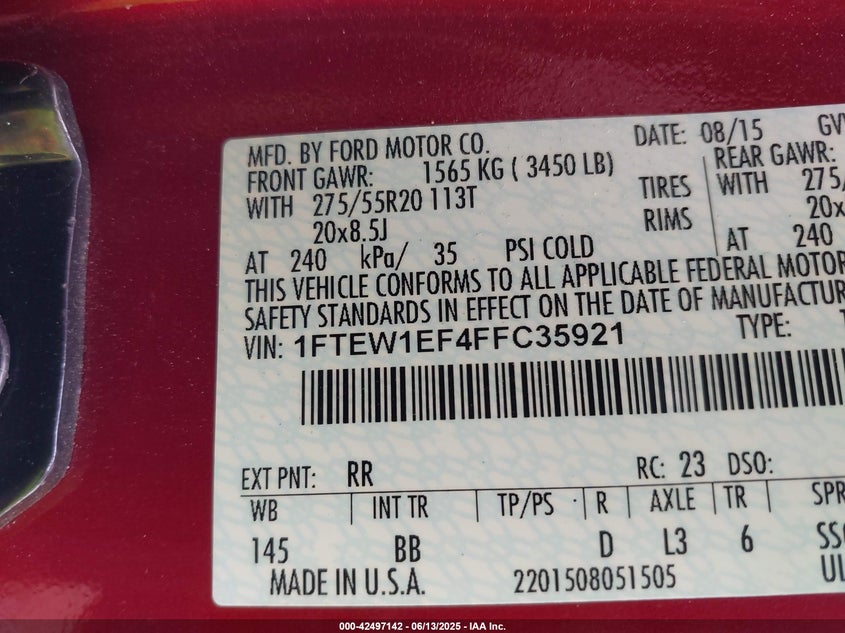 MFD. BY FORD MOTOR CO.
DATE: 08/15
FRONT GAWR: 1565 KG ( 3450 LB)
REAR GAWR:
WITH 275/55R20 113T
TIRES
WITH 275/
20x8.5J
RIMS
20x
AT 240 kPa/ 35 PSI COLD
AT 240
THIS VEHICLE CONFORMS TO ALL APPLICABLE FEDERAL MOTOR
SAFETY STANDARDS IN EFFECT ON THE DATE OF MANUFACTUR
VIN: 1FTEW1EF4FFC35921
TYPE:
EXT PNT: RR
RC: 23 DSO:
WB INT TR TP/PS R AXLE TR SPR
145 BB D L3 6
MADE IN U.S.A. 2201508051505
000-42497142 - 06/13/2025 - IAA Inc.